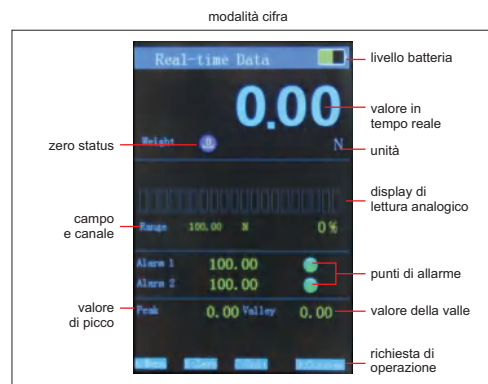 modalità cifra
Real-time Data
livello batteria
0.00
valore in
tempo reale
zero status
Weight
0
N
unità
display di
lettura analogico
campo
e canale
Range 100.00 N 0%
Alarm 1 100.00
Alarm 2 100.00
punti di allarme
valore
di picco
Peak 0.00 Valley 0.00
valore della valle
richiesta di
operazione